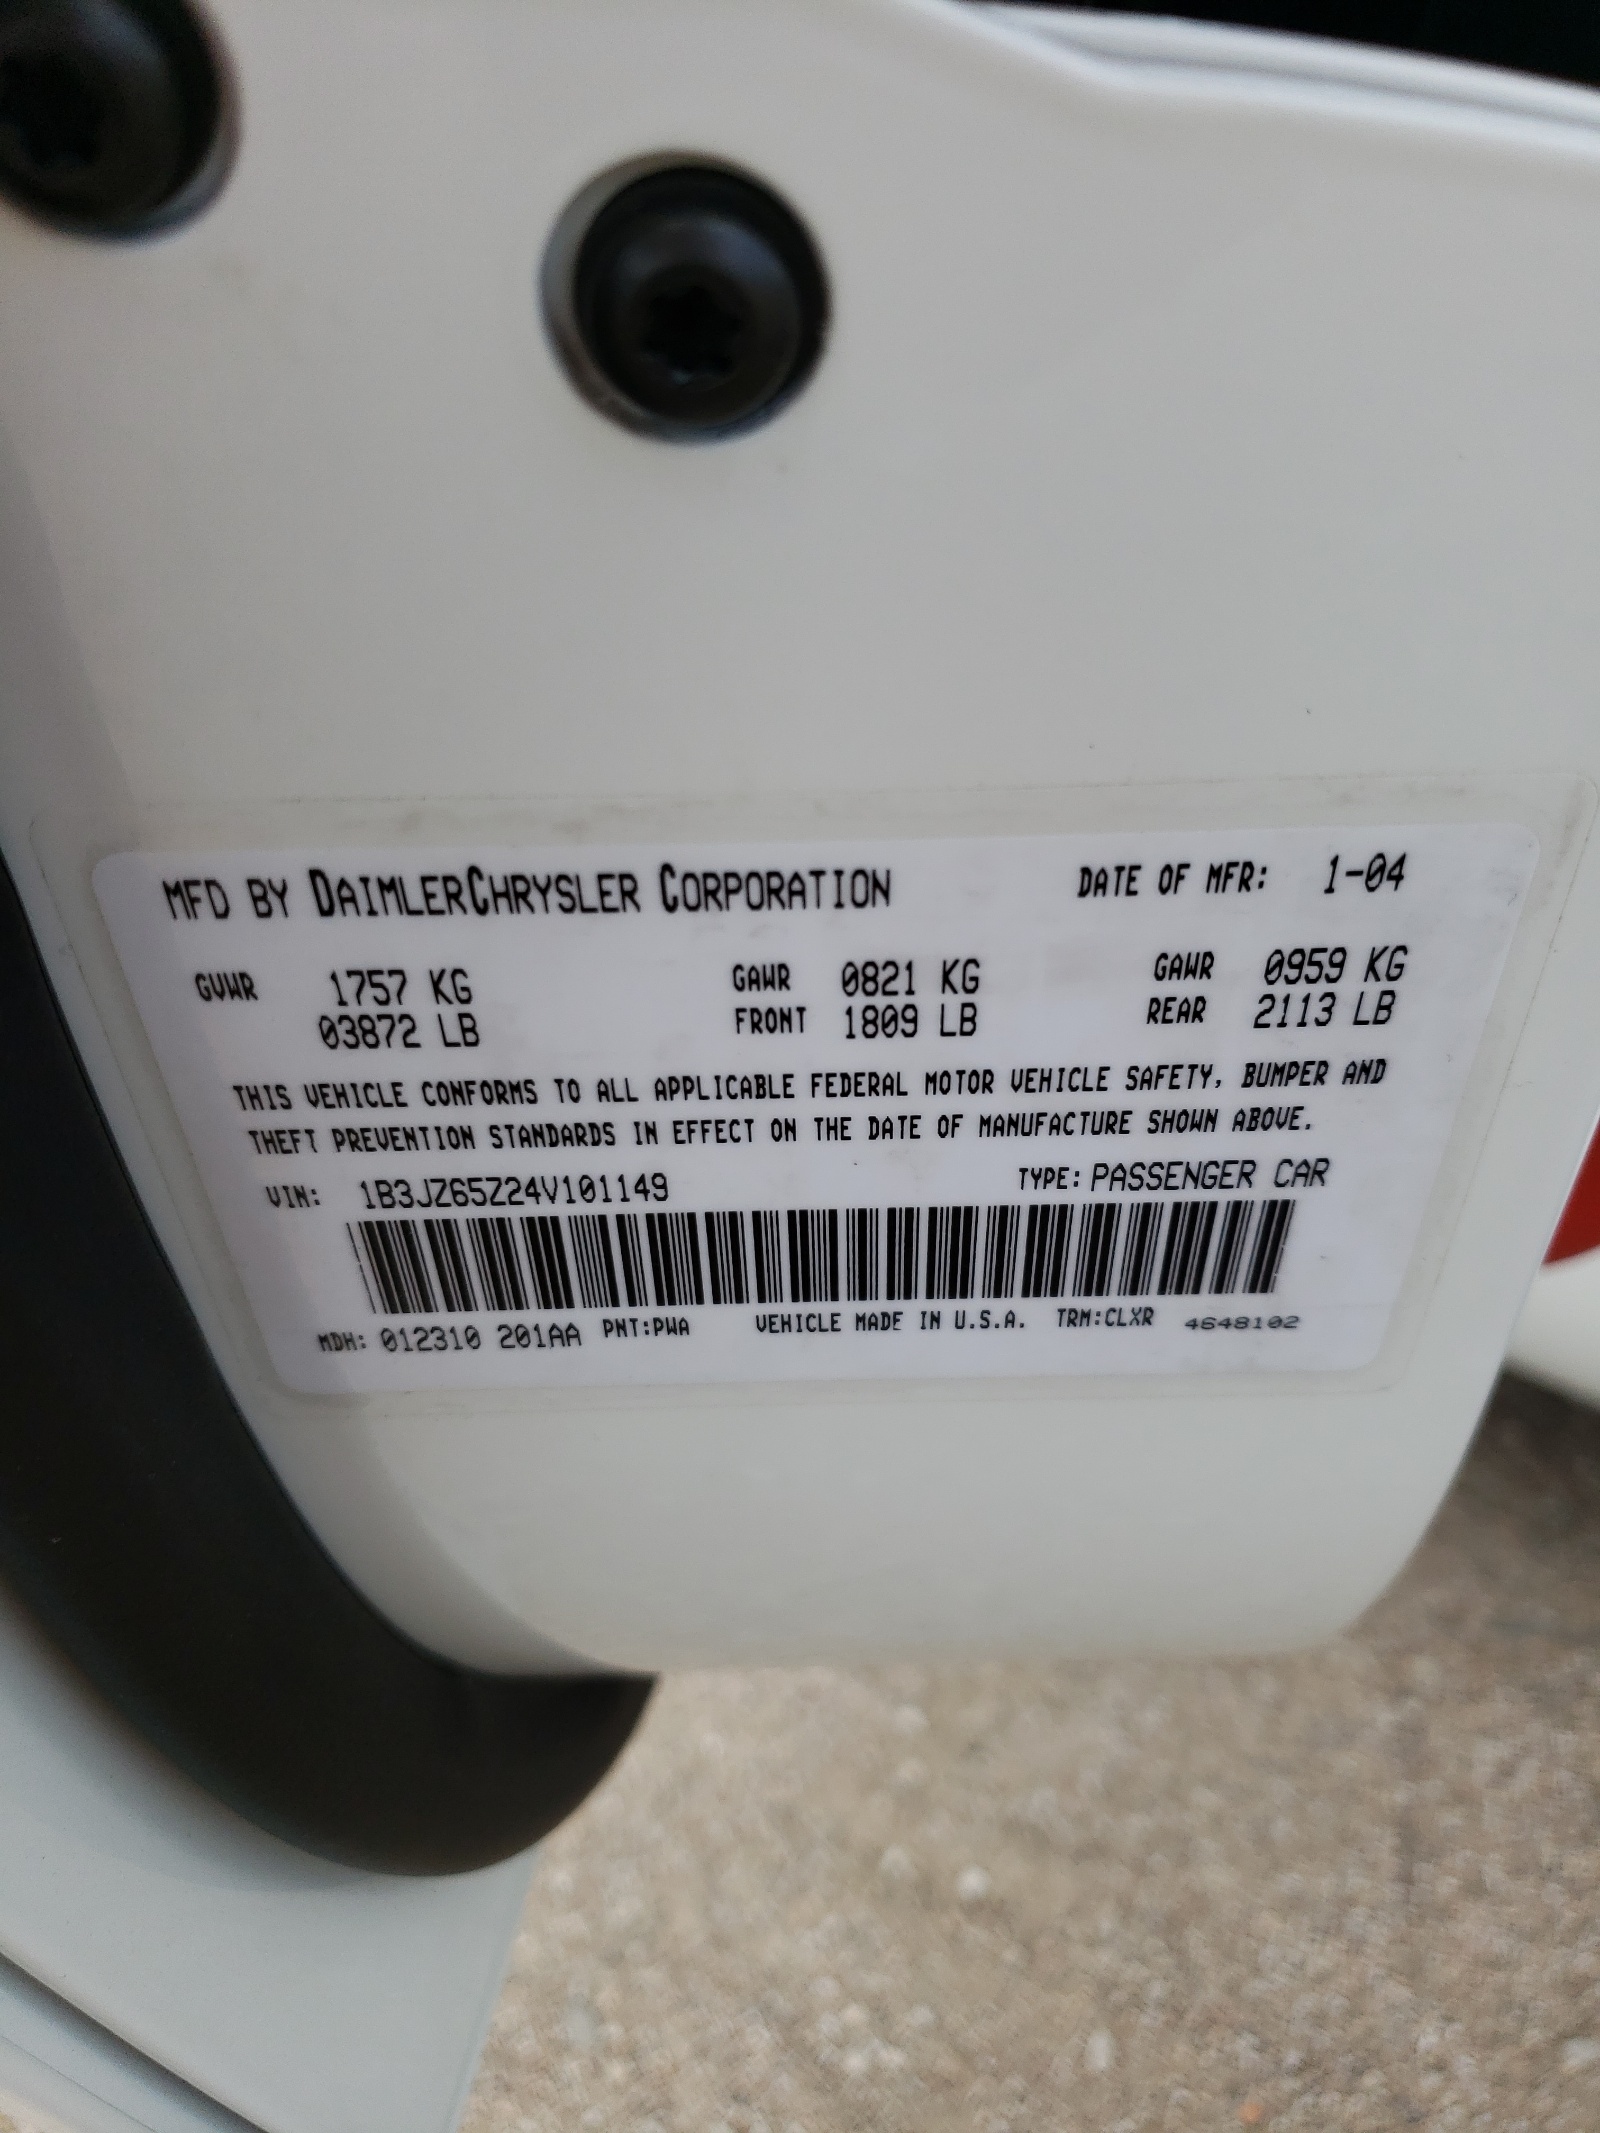 MFD BY DAIMLERCHRYSLER CORPORATION DATE OF MFR: 1-04
GVWR 1757 KG GAWR 0821 KG GAWR 0959 KG
03872 LB FRONT 1809 LB REAR 2113 LB
THIS VEHICLE CONFORMS TO ALL APPLICABLE FEDERAL MOTOR VEHICLE SAFETY, BUMPER AND
THEFT PREVENTION STANDARDS IN EFFECT ON THE DATE OF MANUFACTURE SHOWN ABOVE.
VIN: 1B3JZ65Z24V101149 TYPE: PASSENGER CAR
MDH: 012310 201AA PNT:PWA VEHICLE MADE IN U.S.A. TRM:CLXR 4648102